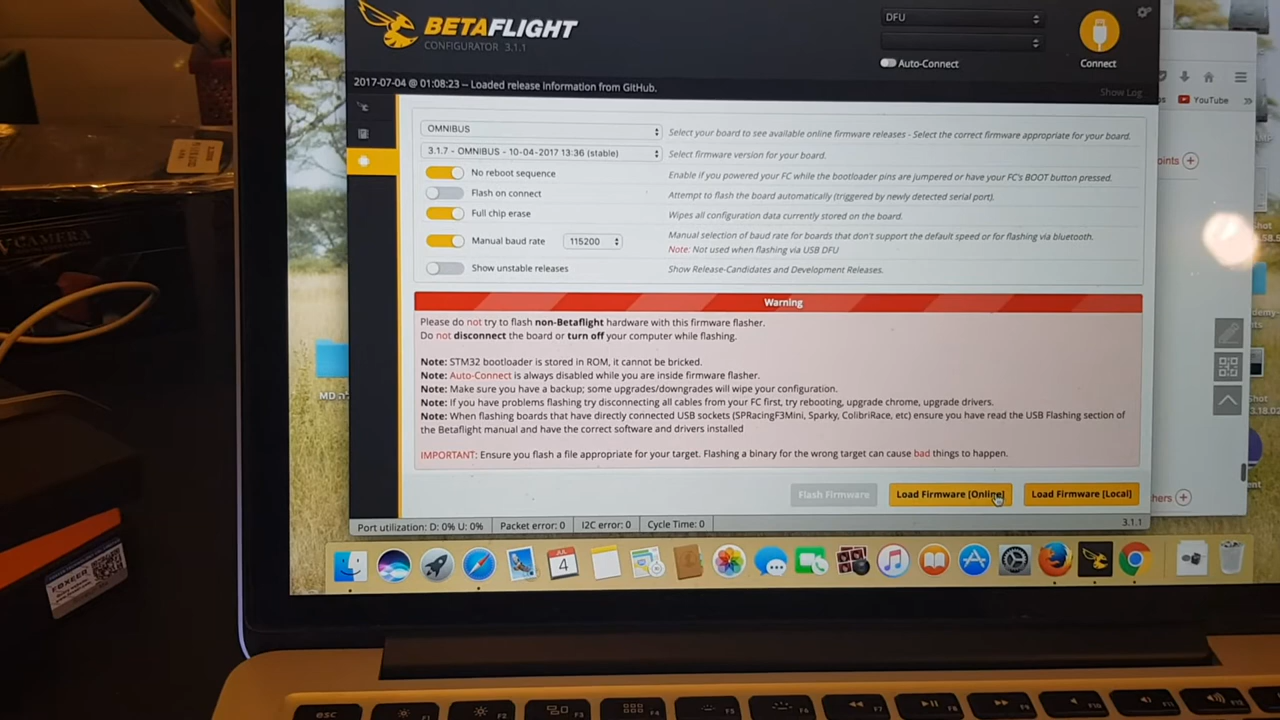 BETAFLIGHT
CONFIGURATOR 3.1.1
DFU
Auto-Connect
Connect
2017-07-04 @ 01:08:23 -- Loaded release information from GitHub.
Show Log
YouTube
OMNIBUS
Select your board to see available online firmware releases - Select the correct firmware appropriate for your board.
3.1.7 - OMNIBUS - 10-04-2017 13:36 (stable)
Select firmware version for your board.
No reboot sequence
Enable if you powered your FC while the bootloader pins are jumpered or have your FC's BOOT button pressed.
Flash on connect
Attempt to flash the board automatically (triggered by newly detected serial port).
Full chip erase
Wipes all configuration data currently stored on the board.
Manual baud rate
115200
Manual selection of baud rate for boards that don't support the default speed or for flashing via bluetooth.
Note: Not used when flashing via USB DFU
Show unstable releases
Show Release-Candidates and Development Releases.
Warning
Please do not try to flash non-Betaflight hardware with this firmware flasher.
Do not disconnect the board or turn off your computer while flashing.
Note: STM32 bootloader is stored in ROM, it cannot be bricked.
Note: Auto-Connect is always disabled while you are inside firmware flasher.
Note: Make sure you have a backup; some upgrades/downgrades will wipe your configuration.
Note: If you have problems flashing try disconnecting all cables from your FC first, try rebooting, upgrade chrome, upgrade drivers.
Note: When flashing boards that have directly connected USB sockets (SPRacingF3Mini, Sparky, ColibriRace, etc) ensure you have read the USB Flashing section of
the Betaflight manual and have the correct software and drivers installed
IMPORTANT: Ensure you flash a file appropriate for your target. Flashing a binary for the wrong target can cause bad things to happen.
Flash Firmware
Load Firmware [Online]
Load Firmware [Local]
Port utilization: D: 0% U: 0%
Packet error: 0
I2C error: 0
Cycle Time: 0
3.1.1
JUL
4
CAMERA
FOXEER
esc
F1
F2
F3
F4
F5
F6
F7
F8